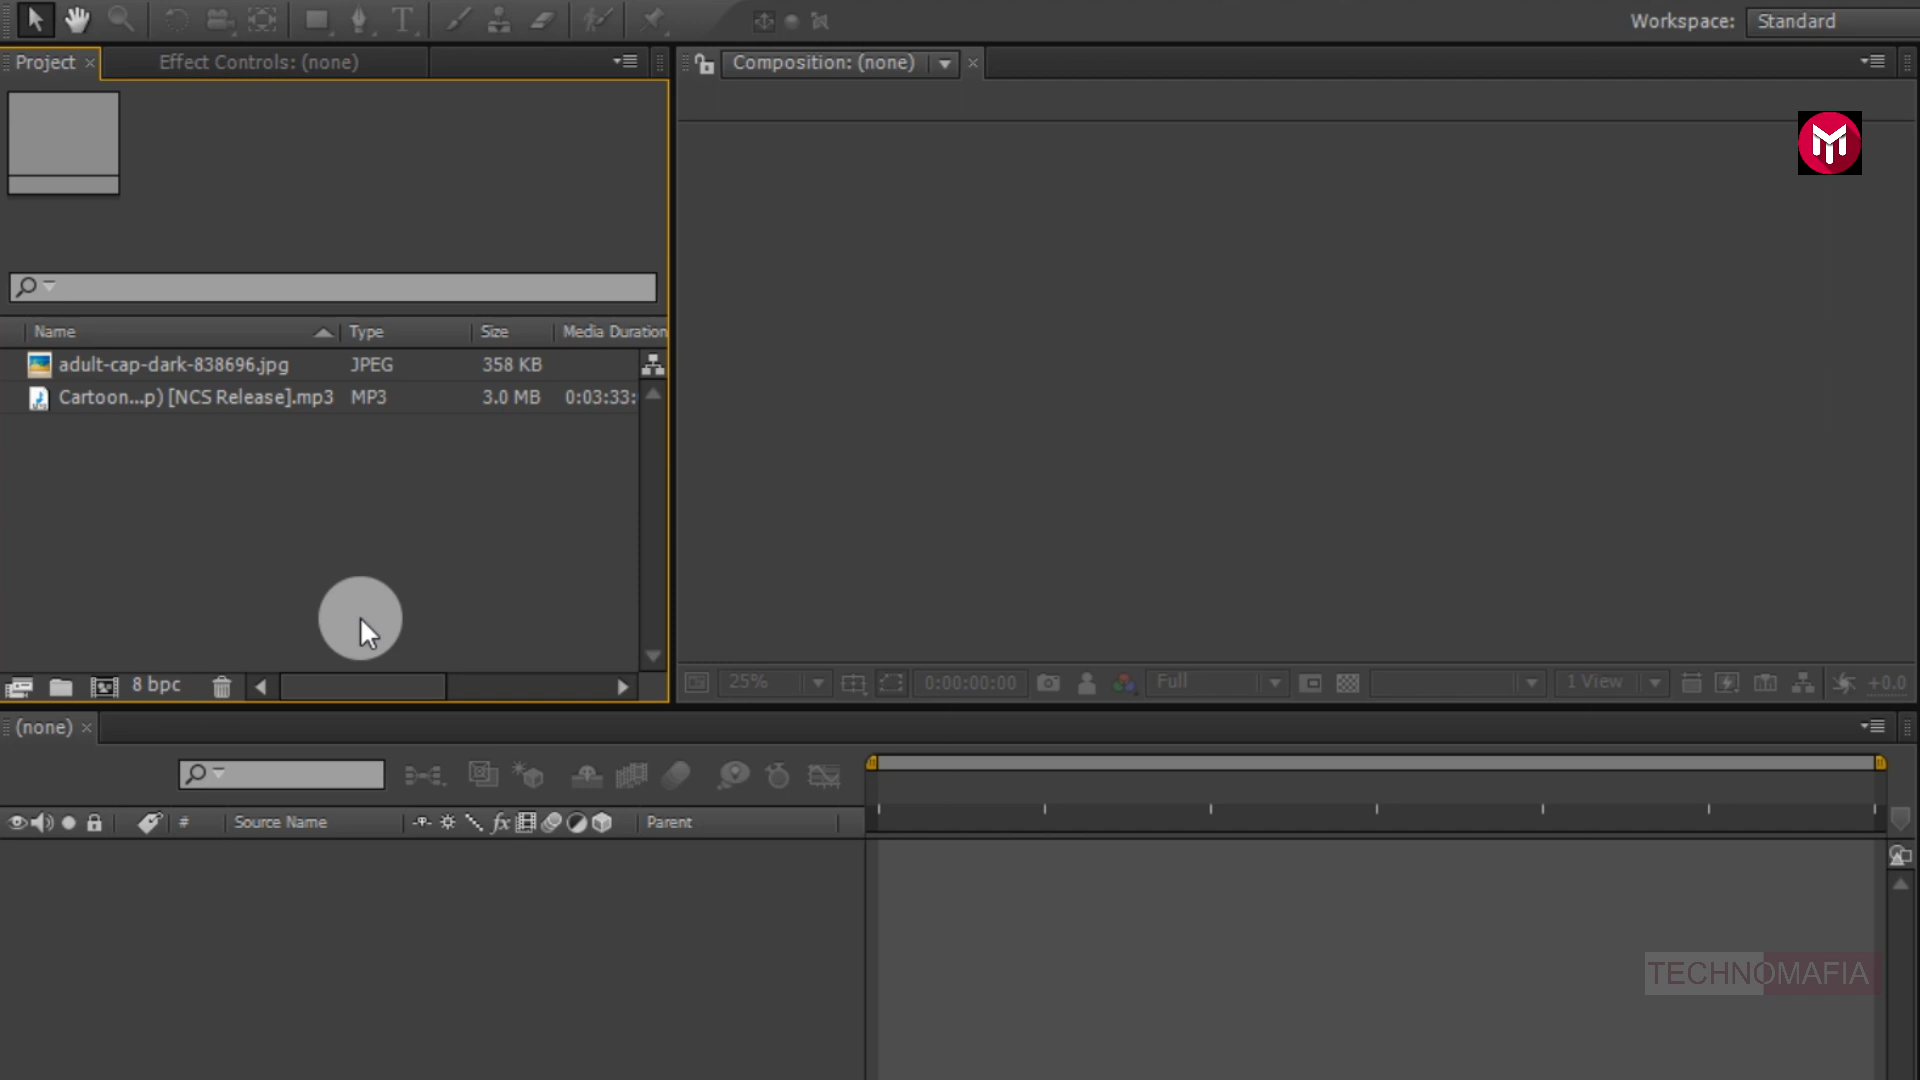 Workspace: Standard
Project Effect Controls: (none) Composition: (none)
Name Type Size Media Duration
adult-cap-dark-838696.jpg JPEG 358 KB
Cartoon...p) [NCS Release].mp3 MP3 3.0 MB 0:03:33:
8 bpc 25% 0:00:00:00 Full 1 View +0.0
(none)
# Source Name fx Parent
TECHNOMAFIA